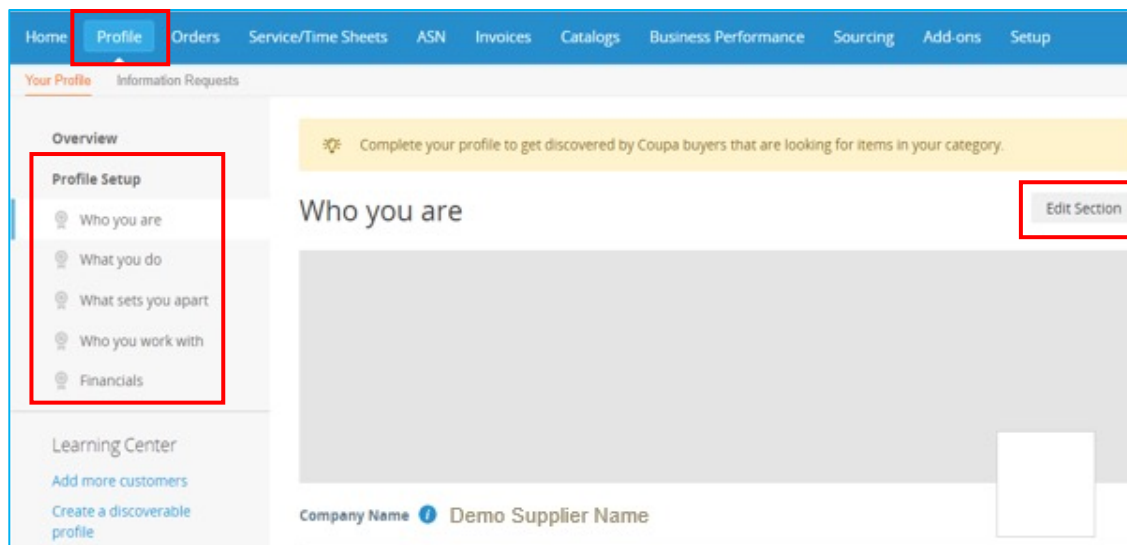 Home Profile Orders Service/Time Sheets ASN Invoices Catalogs Business Performance Sourcing Add-ons Setup
Your Profile Information Requests
Overview
Profile Setup
Who you are
What you do
What sets you apart
Who you work with
Financials
Learning Center
Add more customers
Create a discoverable
profile
Complete your profile to get discovered by Coupa buyers that are looking for items in your category.
Who you are
Edit Section
Company Name i Demo Supplier Name